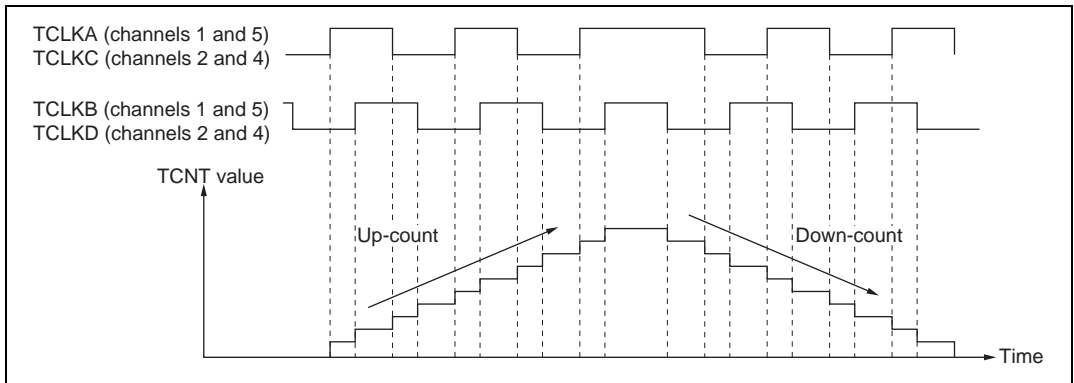 TCLKA (channels 1 and 5)
TCLKC (channels 2 and 4)
TCLKB (channels 1 and 5)
TCLKD (channels 2 and 4)
TCNT value
Up-count
Down-count
Time